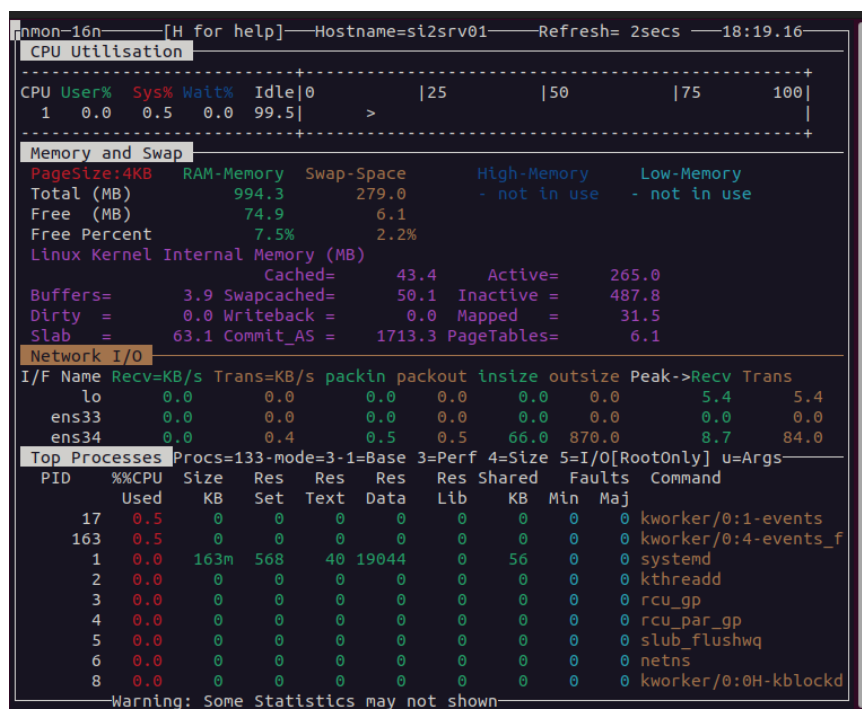 nmon─16n─────[H for help]───Hostname=si2srv01─────Refresh= 2secs ───18:19.16─
CPU Utilisation
---------------------------+-------------------------------------------------+
CPU User%  Sys% Wait%  Idle|0          |25         |50          |75       100|
1   0.0   0.5   0.0  99.5|      >                                          |
---------------------------+-------------------------------------------------+
Memory and Swap
PageSize:4KB   RAM-Memory  Swap-Space       High-Memory     Low-Memory
Total (MB)          994.3       279.0       - not in use   - not in use
Free  (MB)           74.9         6.1
Free Percent          7.5%        2.2%
Linux Kernel Internal Memory (MB)
Cached=      43.4     Active=     265.0
Buffers=       3.9 Swapcached=      50.1  Inactive =     487.8
Dirty  =       0.0 Writeback =       0.0  Mapped   =      31.5
Slab   =      63.1 Commit_AS =    1713.3 PageTables=       6.1
Network I/O
I/F Name Recv=KB/s Trans=KB/s packin packout insize outsize Peak->Recv Trans
lo      0.0       0.0       0.0    0.0     0.0    0.0        5.4      5.4
ens33      0.0       0.0       0.0    0.0     0.0    0.0        0.0      0.0
ens34      0.0       0.4       0.5    0.5    66.0  870.0        8.7     84.0
Top Processes Procs=133-mode=3-1=Base 3=Perf 4=Size 5=I/O[RootOnly] u=Args
PID    %%CPU  Size   Res   Res   Res   Res Shared   Faults  Command
Used    KB   Set  Text  Data   Lib    KB  Min  Maj
17   0.5     0     0     0     0     0     0    0    0 kworker/0:1-events
163   0.5     0     0     0     0     0     0    0    0 kworker/0:4-events_f
1   0.0  163m   568    40 19044     0    56    0    0 systemd
2   0.0     0     0     0     0     0     0    0    0 kthreadd
3   0.0     0     0     0     0     0     0    0    0 rcu_gp
4   0.0     0     0     0     0     0     0    0    0 rcu_par_gp
5   0.0     0     0     0     0     0     0    0    0 slub_flushwq
6   0.0     0     0     0     0     0     0    0    0 netns
8   0.0     0     0     0     0     0     0    0    0 kworker/0:0H-kblockd
Warning: Some Statistics may not shown